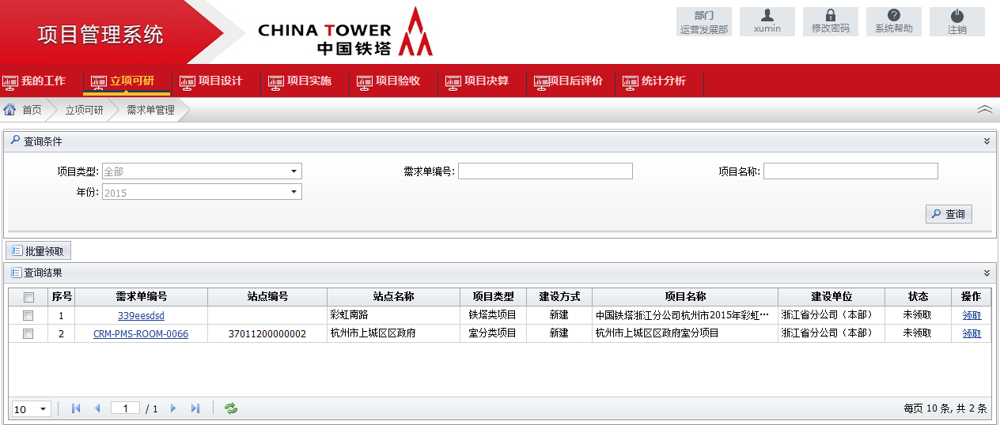 项目管理系统
CHINA TOWER
中国铁塔
部门
运营发展部
xumin
修改密码
系统帮助
注销
我的工作 立项可研 项目设计 项目实施 项目验收 项目决算 项目后评价 统计分析
首页 立项可研 需求单管理
查询条件
项目类型: 全部 需求单编号: 项目名称:
年份: 2015
查询
批量领取
查询结果
序号 需求单编号 站点编号 站点名称 项目类型 建设方式 项目名称 建设单位 状态 操作
1 339eesdsd 彩虹南路 铁塔类项目 新建 中国铁塔浙江分公司杭州市2015年彩虹… 浙江省分公司（本部） 未领取 领取
2 CRM-PMS-ROOM-0066 37011200000002 杭州市上城区区政府 室分类项目 新建 杭州市上城区区政府室分项目 浙江省分公司（本部） 未领取 领取
10 1 / 1 每页 10 条, 共 2 条